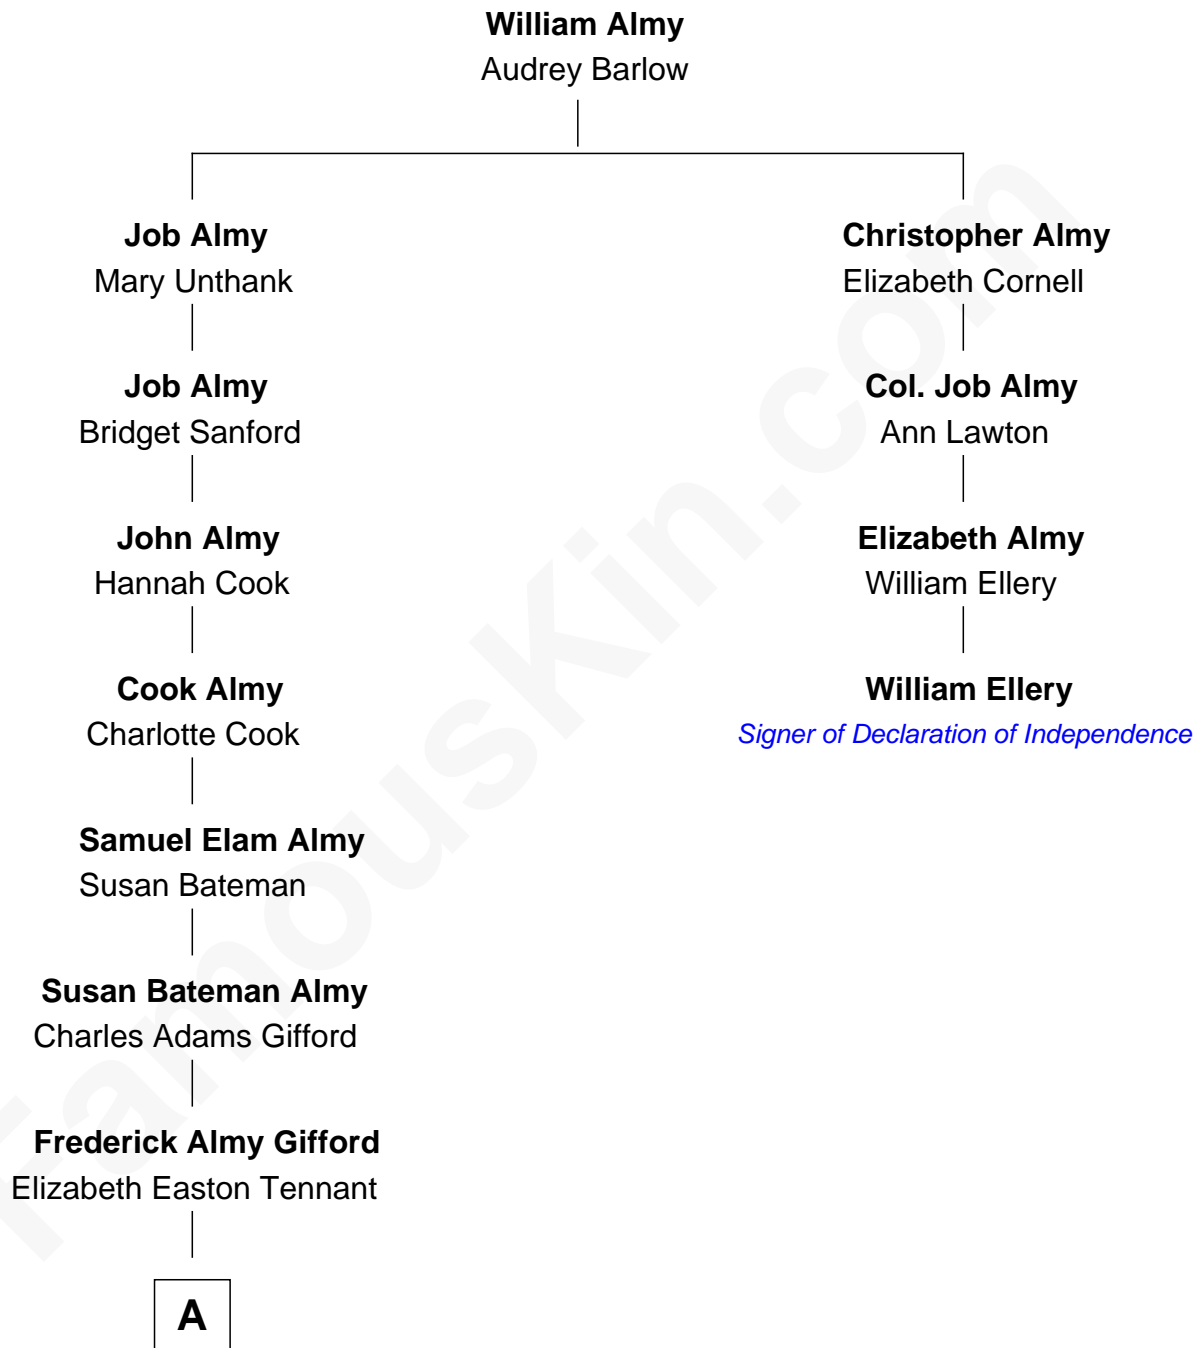 William Almy
Audrey Barlow
Job Almy
Mary Unthank
Christopher Almy
Elizabeth Cornell
Job Almy
Bridget Sanford
Col. Job Almy
Ann Lawton
John Almy
Hannah Cook
Elizabeth Almy
William Ellery
Cook Almy
Charlotte Cook
William Ellery
Signer of Declaration of Independence
Samuel Elam Almy
Susan Bateman
Susan Bateman Almy
Charles Adams Gifford
Frederick Almy Gifford
Elizabeth Easton Tennant
A
FamousKin.com